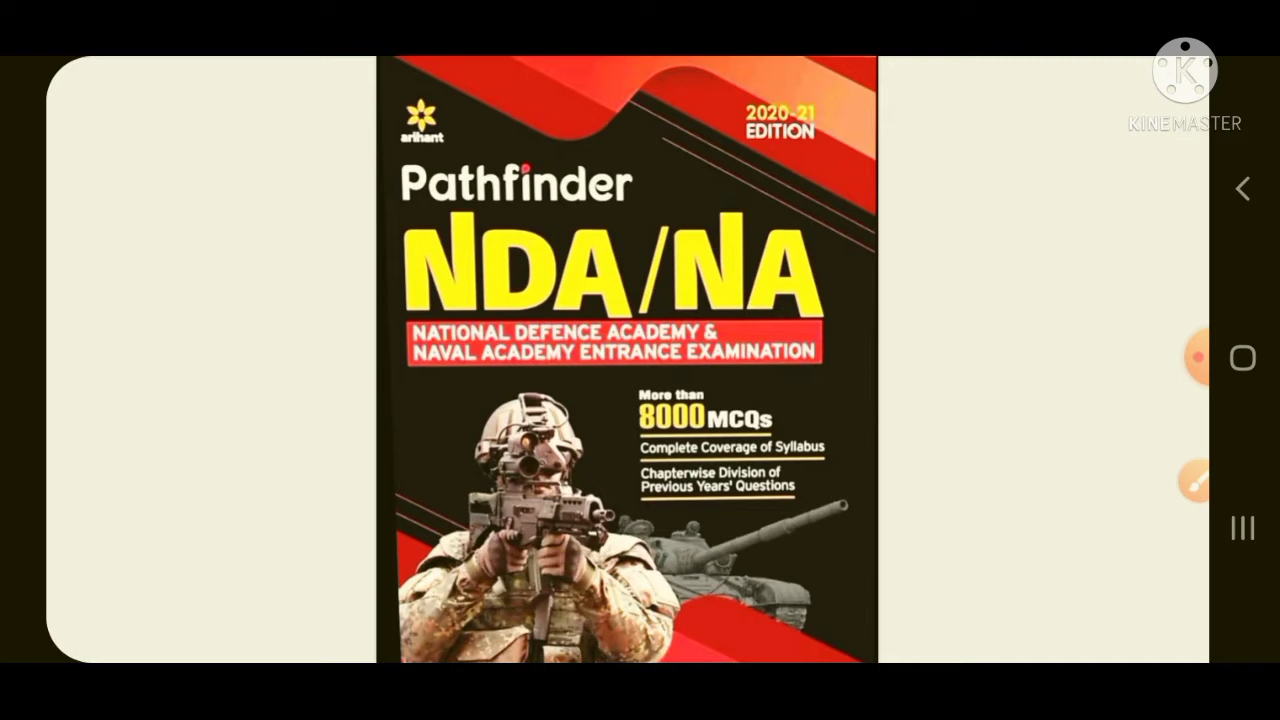 arihant
2020-21
EDITION
Pathfinder
NDA/NA
NATIONAL DEFENCE ACADEMY &
NAVAL ACADEMY ENTRANCE EXAMINATION
More than
8000 MCQs
Complete Coverage of Syllabus
Chapterwise Division of
Previous Years' Questions
K
KINEMASTER